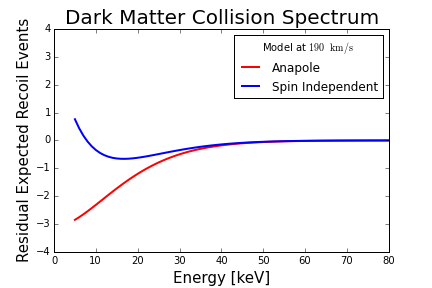 Dark Matter Collision Spectrum
Residual Expected Recoil Events
4
3
2
1
0
−1
−2
−3
−4
Model at 190 km/s
Anapole
Spin Independent
0 10 20 30 40 50 60 70 80
Energy [keV]